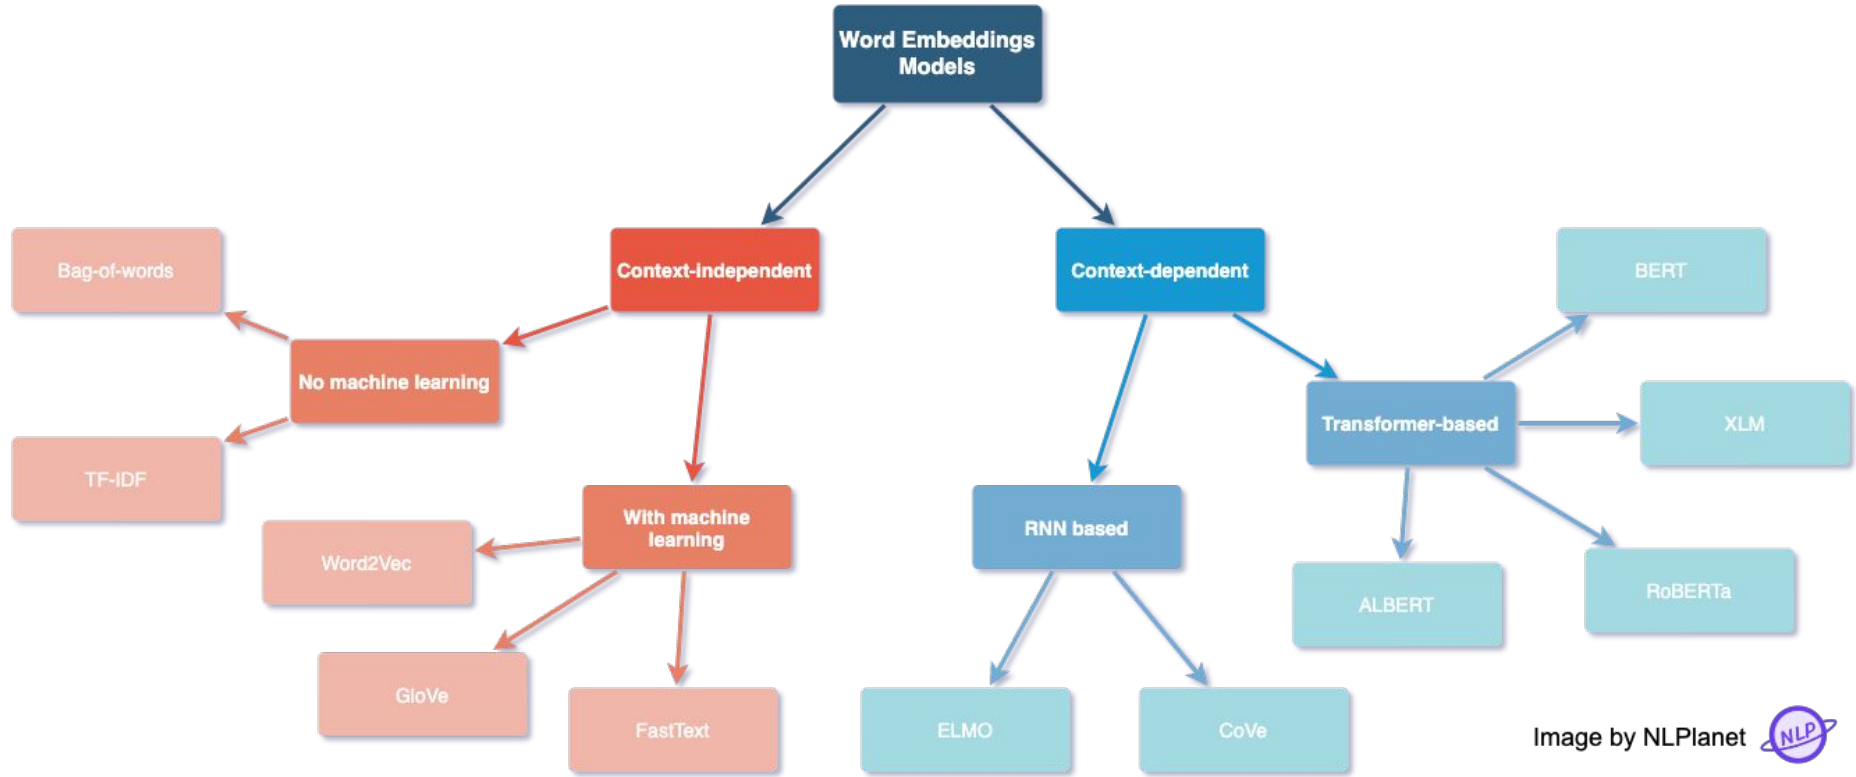 Word Embeddings
Models
Bag-of-words
Context-independent
Context-dependent
BERT
No machine learning
Transformer-based
XLM
TF-IDF
With machine
learning
RNN based
Word2Vec
ALBERT
RoBERTa
GloVe
FastText
ELMO
CoVe
Image by NLPlanet
NLP